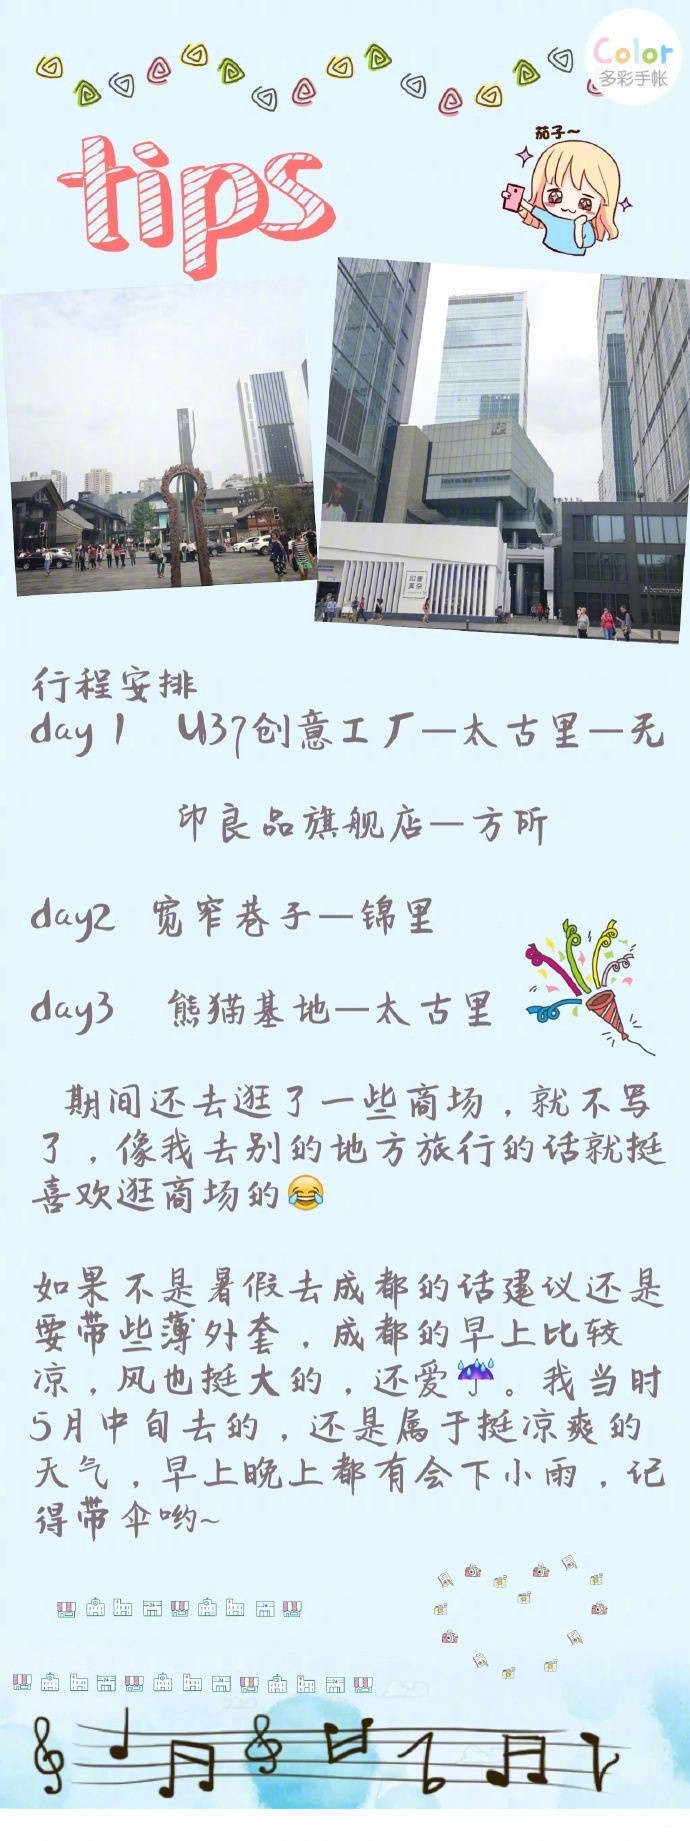 Color
多彩手帐
茄子~
tips
行程安排
day 1 U37创意工厂—太古里—无
印良品旗舰店—方所
day2 宽窄巷子—锦里
day3 熊猫基地—太古里
期间还去逛了一些商场，就不写
了，像我去别的地方旅行的话就挺
喜欢逛商场的😂
如果不是暑假去成都的话建议还是
要带些薄外套，成都的早上比较
凉，风也挺大的，还爱☔。我当时
5月中旬去的，还是属于挺凉爽的
天气，早上晚上都有会下小雨，记
得带伞哟~